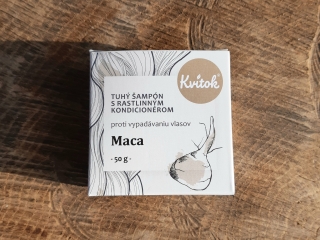 Kvitok®
TUHÝ ŠAMPÓN
S RASTLINNÝM
KONDICIONÉROM
proti vypadávaniu vlasov
Maca
· 50 g ·